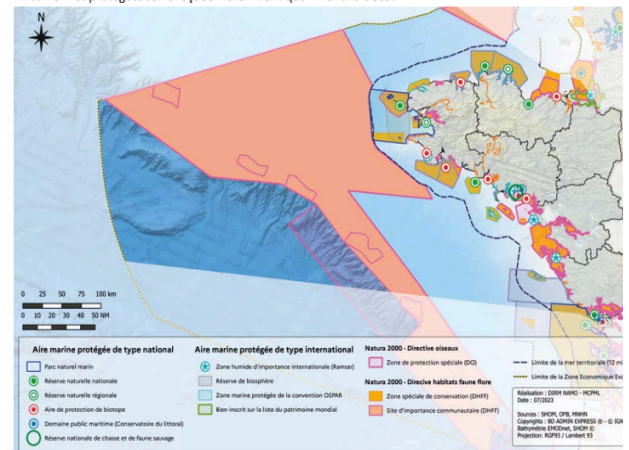 N
0 25 50 75 100 km
0 10 20 30 40 50 NM
Aire marine protégée de type national
Parc naturel marin
Réserve naturelle nationale
Réserve naturelle régionale
Aire de protection de biotope
Domaine public maritime (Conservatoire du littoral)
Réserve nationale de chasse et de faune sauvage
Aire marine protégée de type international
Zone humide d'importance internationale (Ramsar)
Réserve de biosphère
Zone marine protégée de la convention OSPAR
Bien inscrit sur la liste du patrimoine mondial
Natura 2000 - Directive oiseaux
Zone de protection spéciale (DO)
Natura 2000 - Direcive habitats faune flore
Zone spéciale de conservation (DHFF)
Site d'importance communautaire (DHFF)
Limite de la mer territoriale (12 mi
Limite de la Zone Economique Exc
Réalisation : DIRM NAMO - MCPML
Date : 07/2023
Sources : SHOM, OFB, MNHN
Copyrights : BD ADMIN EXPRESS ® - © IGN
Bathymétrie EMODnet, SHOM ©
Projection: RGF93 / Lambert 93